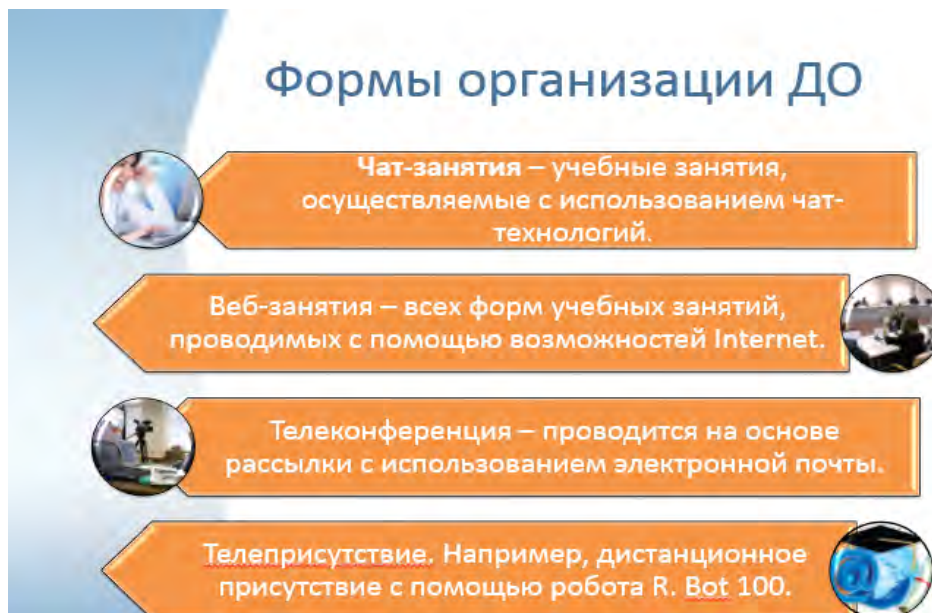 Формы организации ДО
Чат-занятия – учебные занятия,
осуществляемые с использованием чат-
технологий.
Веб-занятия – всех форм учебных занятий,
проводимых с помощью возможностей Internet.
Телеконференция – проводится на основе
рассылки с использованием электронной почты.
Телеприсутствие. Например, дистанционное
присутствие с помощью робота R. Bot 100.